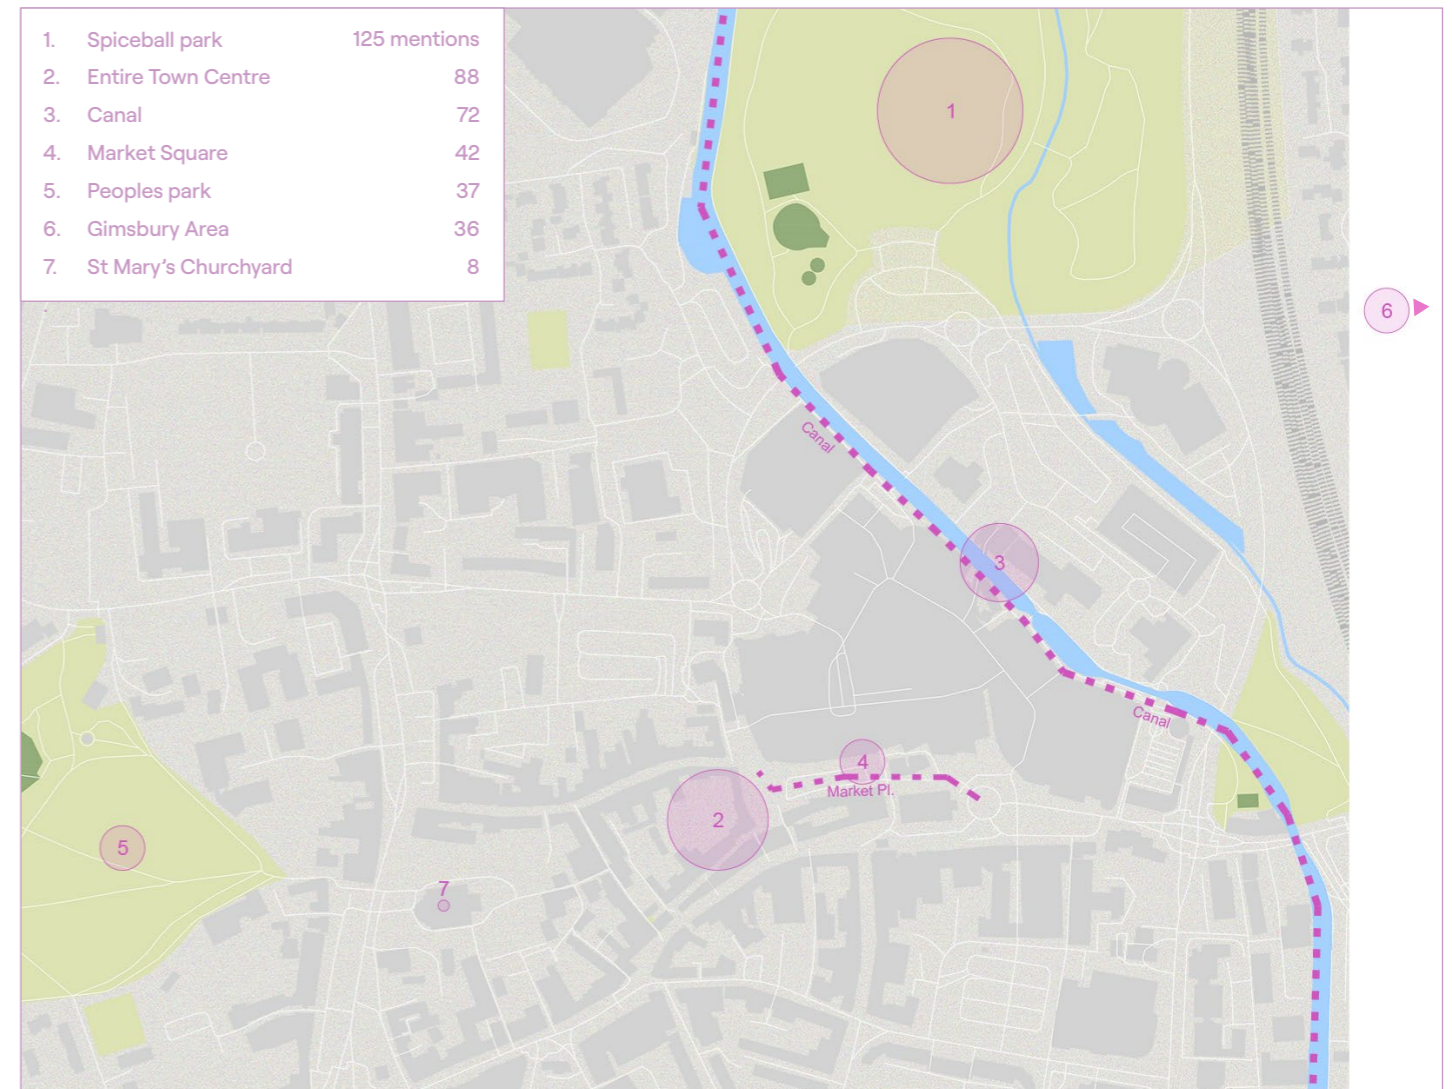 1. Spiceball park 125 mentions
2. Entire Town Centre 88
3. Canal 72
4. Market Square 42
5. Peoples park 37
6. Gimsbury Area 36
7. St Mary's Churchyard 8
1
6
Canal
3
Canal
4
Market Pl.
2
5
7